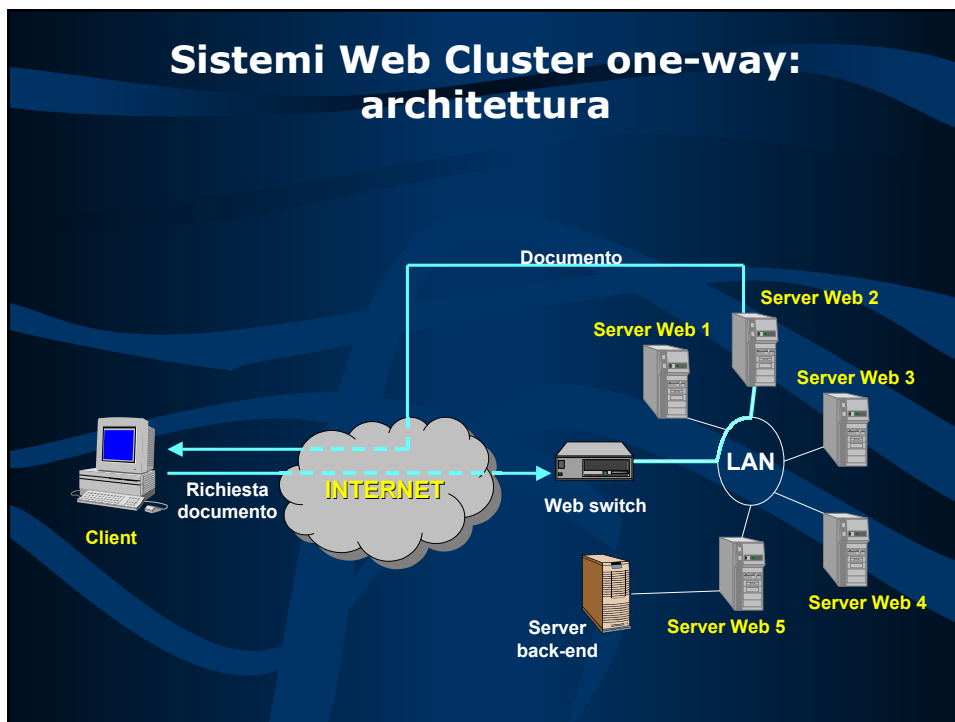 Sistemi Web Cluster one-way:
architettura
Documento
Server Web 2
Server Web 1
Server Web 3
LAN
INTERNET
Richiesta
documento
Web switch
Client
Server Web 4
Server Web 5
Server
back-end